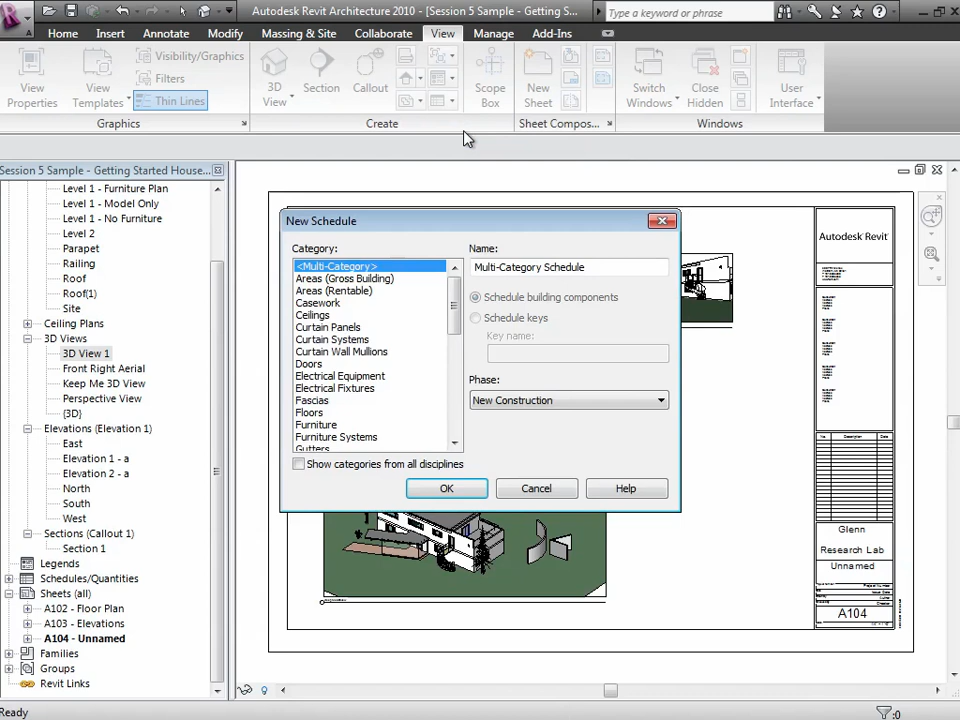 Autodesk Revit Architecture 2010 - [Session 5 Sample - Getting S...
Type a keyword or phrase
Home
Insert
Annotate
Modify
Massing & Site
Collaborate
View
Manage
Add-Ins
View
Properties
View
Templates
Visibility/Graphics
Filters
Thin Lines
3D
View
Section
Callout
Scope
Box
New
Sheet
Switch
Windows
Close
Hidden
User
Interface
Graphics
Create
Sheet Compos...
Windows
Session 5 Sample - Getting Started House...
Level 1 - Furniture Plan
Level 1 - Model Only
Level 1 - No Furniture
Level 2
Parapet
Railing
Roof
Roof(1)
Site
Ceiling Plans
3D Views
3D View 1
Front Right Aerial
Keep Me 3D View
Perspective View
{3D}
Elevations (Elevation 1)
East
Elevation 1 - a
Elevation 2 - a
North
South
West
Sections (Callout 1)
Section 1
Legends
Schedules/Quantities
Sheets (all)
A102 - Floor Plan
A103 - Elevations
A104 - Unnamed
Families
Groups
Revit Links
New Schedule
Category:
<Multi-Category>
Areas (Gross Building)
Areas (Rentable)
Casework
Ceilings
Curtain Panels
Curtain Systems
Curtain Wall Mullions
Doors
Electrical Equipment
Electrical Fixtures
Fascias
Floors
Furniture
Furniture Systems
Gutters
Show categories from all disciplines
Name:
Multi-Category Schedule
Schedule building components
Schedule keys
Key name:
Phase:
New Construction
OK
Cancel
Help
Autodesk Revit
No.
Description
Date
Glenn
Research Lab
Unnamed
A104
Ready
:0